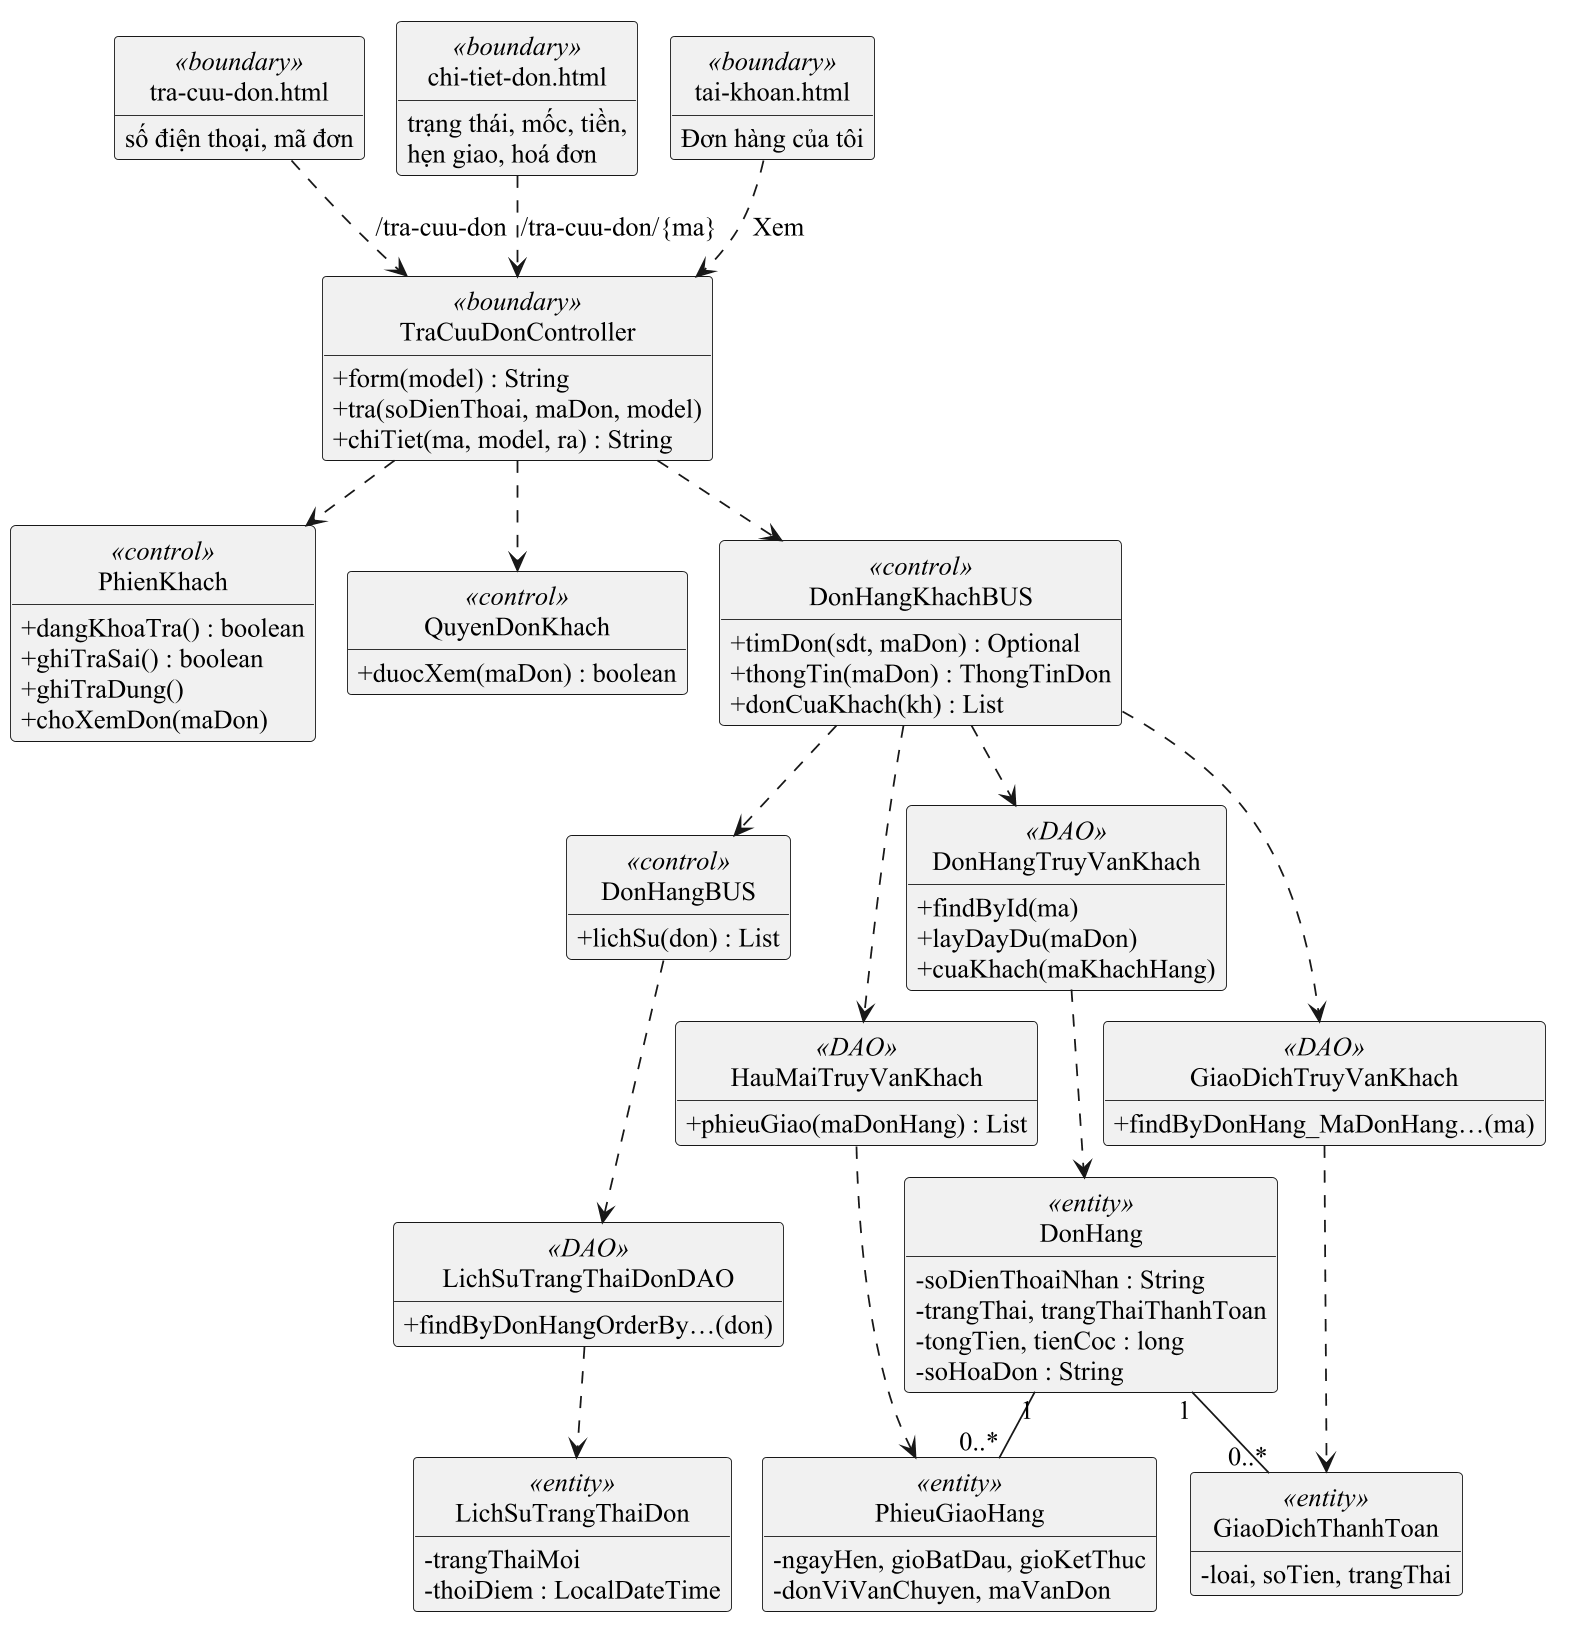 «boundary»
tra-cuu-don.html
số điện thoại, mã đơn
«boundary»
chi-tiet-don.html
trạng thái, mốc, tiền,
hẹn giao, hoá đơn
«boundary»
tai-khoan.html
Đơn hàng của tôi
/tra-cuu-don
/tra-cuu-don/{ma}
Xem
«boundary»
TraCuuDonController
+form(model) : String
+tra(soDienThoai, maDon, model)
+chiTiet(ma, model, ra) : String
«control»
PhienKhach
+dangKhoaTra() : boolean
+ghiTraSai() : boolean
+ghiTraDung()
+choXemDon(maDon)
«control»
QuyenDonKhach
+duocXem(maDon) : boolean
«control»
DonHangKhachBUS
+timDon(sdt, maDon) : Optional
+thongTin(maDon) : ThongTinDon
+donCuaKhach(kh) : List
«control»
DonHangBUS
+lichSu(don) : List
«DAO»
DonHangTruyVanKhach
+findById(ma)
+layDayDu(maDon)
+cuaKhach(maKhachHang)
«DAO»
HauMaiTruyVanKhach
+phieuGiao(maDonHang) : List
«DAO»
GiaoDichTruyVanKhach
+findByDonHang_MaDonHang…(ma)
«DAO»
LichSuTrangThaiDonDAO
+findByDonHangOrderBy…(don)
«entity»
DonHang
-soDienThoaiNhan : String
-trangThai, trangThaiThanhToan
-tongTien, tienCoc : long
-soHoaDon : String
1
0..*
1
0..*
«entity»
LichSuTrangThaiDon
-trangThaiMoi
-thoiDiem : LocalDateTime
«entity»
PhieuGiaoHang
-ngayHen, gioBatDau, gioKetThuc
-donViVanChuyen, maVanDon
«entity»
GiaoDichThanhToan
-loai, soTien, trangThai